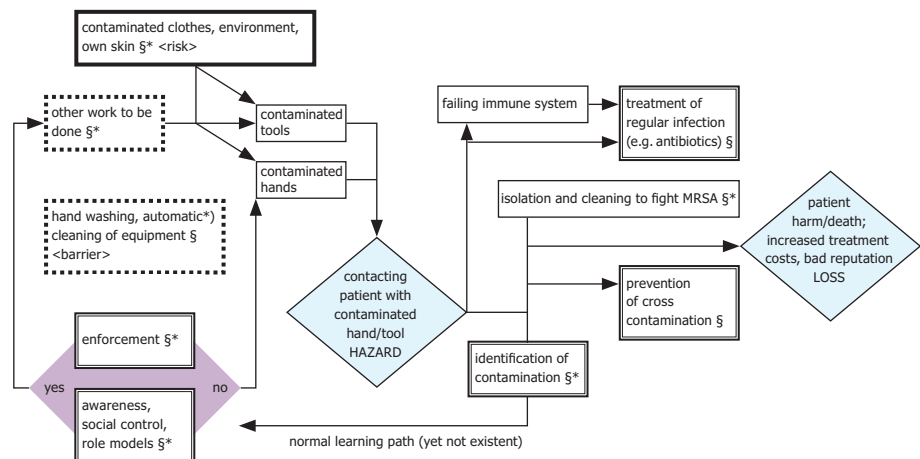 contaminated clothes, environment,
own skin §* <risk>
other work to be
done §*
contaminated
tools
contaminated
hands
hand washing, automatic*)
cleaning of equipment §
<barrier>
enforcement §*
yes
no
awareness,
social control,
role models §*
contacting
patient with
contaminated
hand/tool
HAZARD
failing immune system
treatment of
regular infection
(e.g. antibiotics) §
isolation and cleaning to fight MRSA §*
patient
harm/death;
increased treatment
costs, bad reputation
LOSS
prevention
of cross
contamination §
identification of
contamination §*
normal learning path (yet not existent)